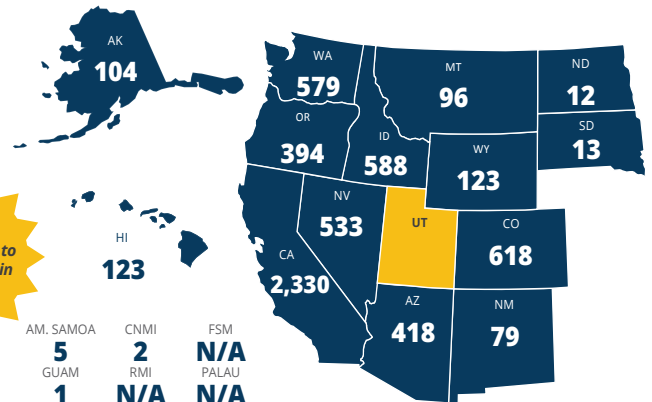 AK
104
WA
579
MT
96
ND
12
OR
394
ID
588
SD
13
WY
123
NV
533
UT
CO
618
to
in
HI
123
CA
2,330
AZ
418
NM
79
AM. SAMOA CNMI FSM
5 2 N/A
GUAM RMI PALAU
1 N/A N/A